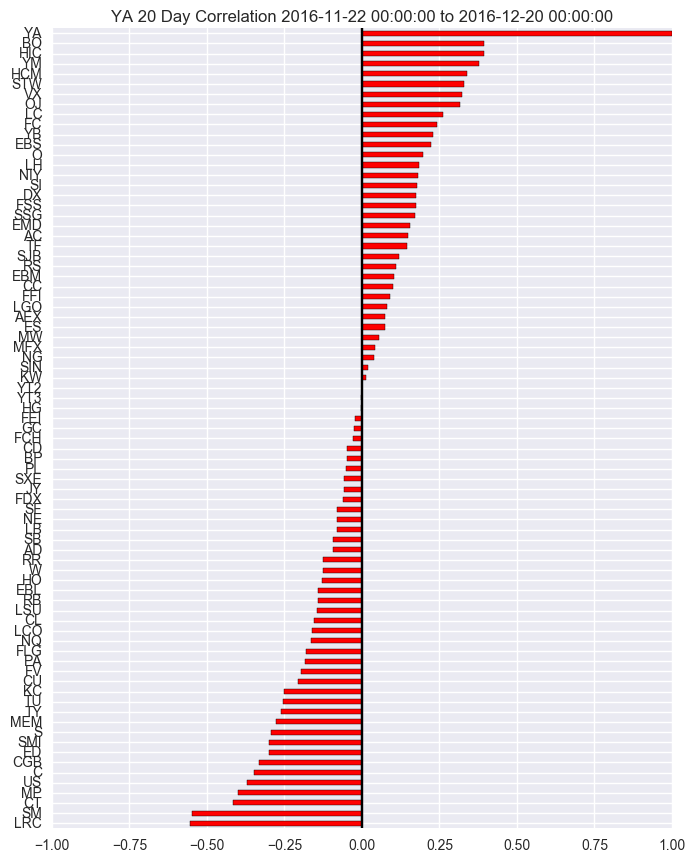 YA 20 Day Correlation 2016-11-22 00:00:00 to 2016-12-20 00:00:00
YA
BO
HIC
YM
HCM
STW
VX
OJ
LC
FC
YB
EBS
O
LH
NIY
SI
DX
FSS
SSG
EMD
AC
TF
SJB
RS
EBM
CC
FFI
LGO
AEX
ES
MW
MFX
NG
SIN
KW
YT2
YT3
HG
FEI
GC
FCH
CD
BP
PL
SXE
JY
FDX
SF
NE
LB
SB
AD
RR
W
HO
EBL
RB
LSU
CL
LCO
NQ
FLG
PA
FV
CU
KC
TU
TY
MEM
S
SMI
ED
CGB
C
US
MP
CT
SM
LRC
−1.00 −0.75 −0.50 −0.25 0.00 0.25 0.50 0.75 1.00